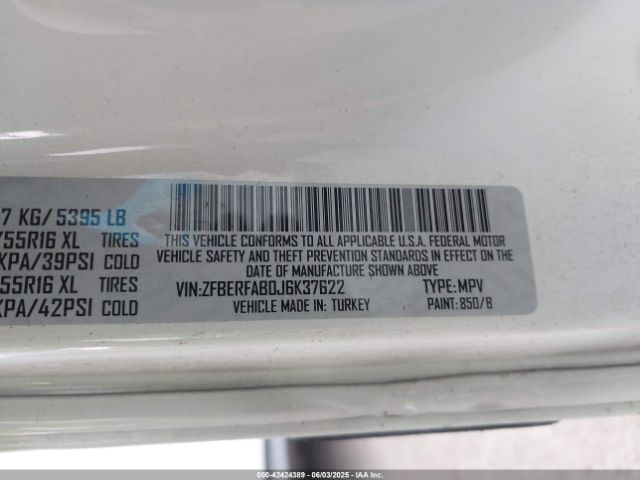 7 KG/ 5395 LB
/55R16 XL TIRES
KPA/39PSI COLD
55R16 XL TIRES
KPA/42PSI COLD
THIS VEHICLE CONFORMS TO ALL APPLICABLE U.S.A. FEDERAL MOTOR
VEHICLE SAFETY AND THEFT PREVENTION STANDARDS IN EFFECT ON THE
DATE OF MANUFACTURE SHOWN ABOVE.
VIN:ZFBERFAB0J6K37622 TYPE: MPV
VEHICLE MADE IN: TURKEY PAINT: 850/B
000-42424389 - 06/03/2025 - IAA Inc.